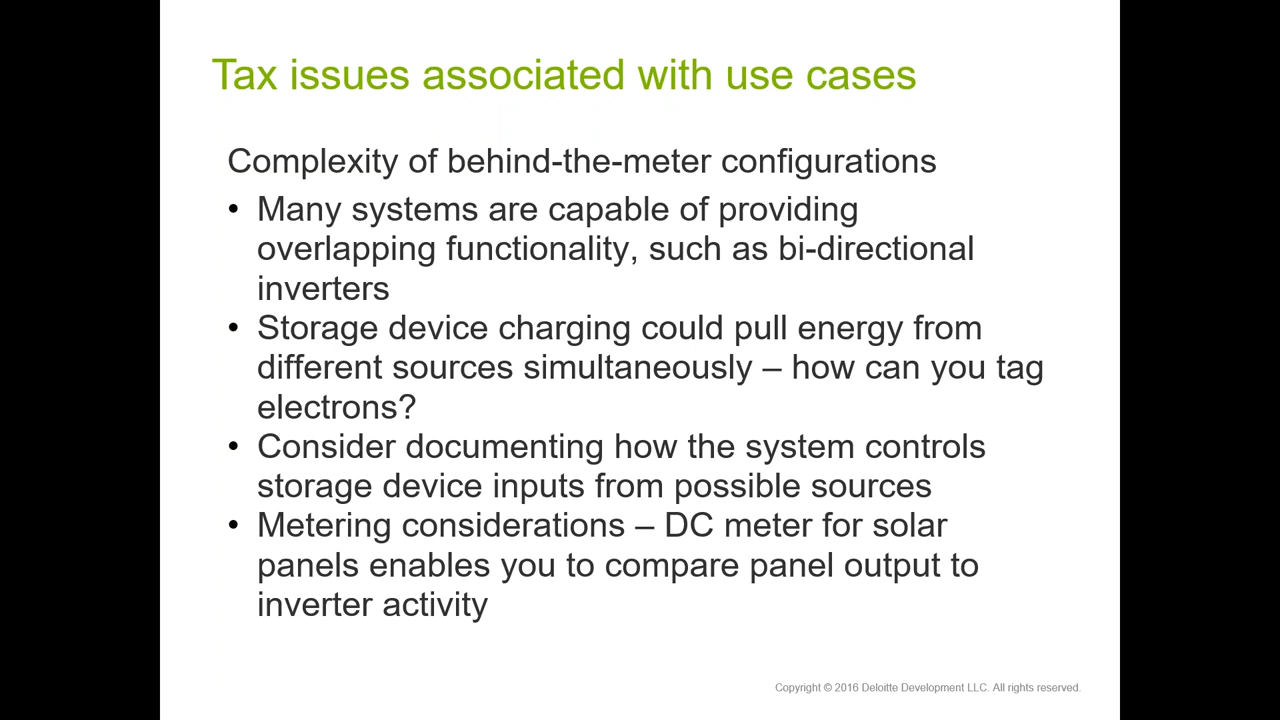 Tax issues associated with use cases
Complexity of behind-the-meter configurations
• Many systems are capable of providing
overlapping functionality, such as bi-directional
inverters
• Storage device charging could pull energy from
different sources simultaneously – how can you tag
electrons?
• Consider documenting how the system controls
storage device inputs from possible sources
• Metering considerations – DC meter for solar
panels enables you to compare panel output to
inverter activity
Copyright © 2016 Deloitte Development LLC. All rights reserved.